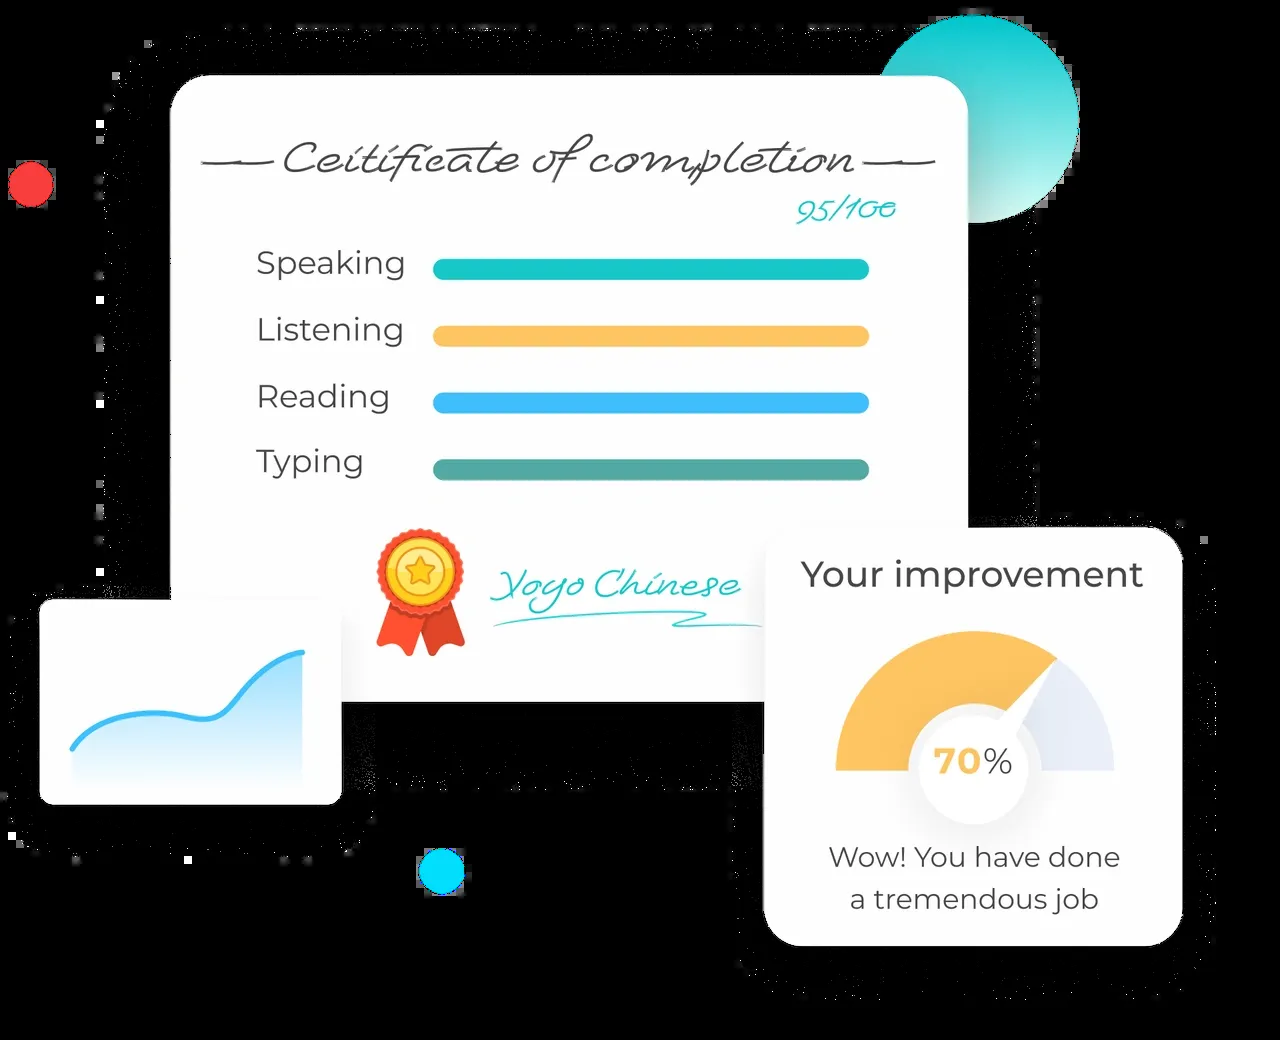 Ceitificate of completion
95/100
Speaking
Listening
Reading
Typing
Yoyo Chinese
Your improvement
70%
Wow! You have done
a tremendous job